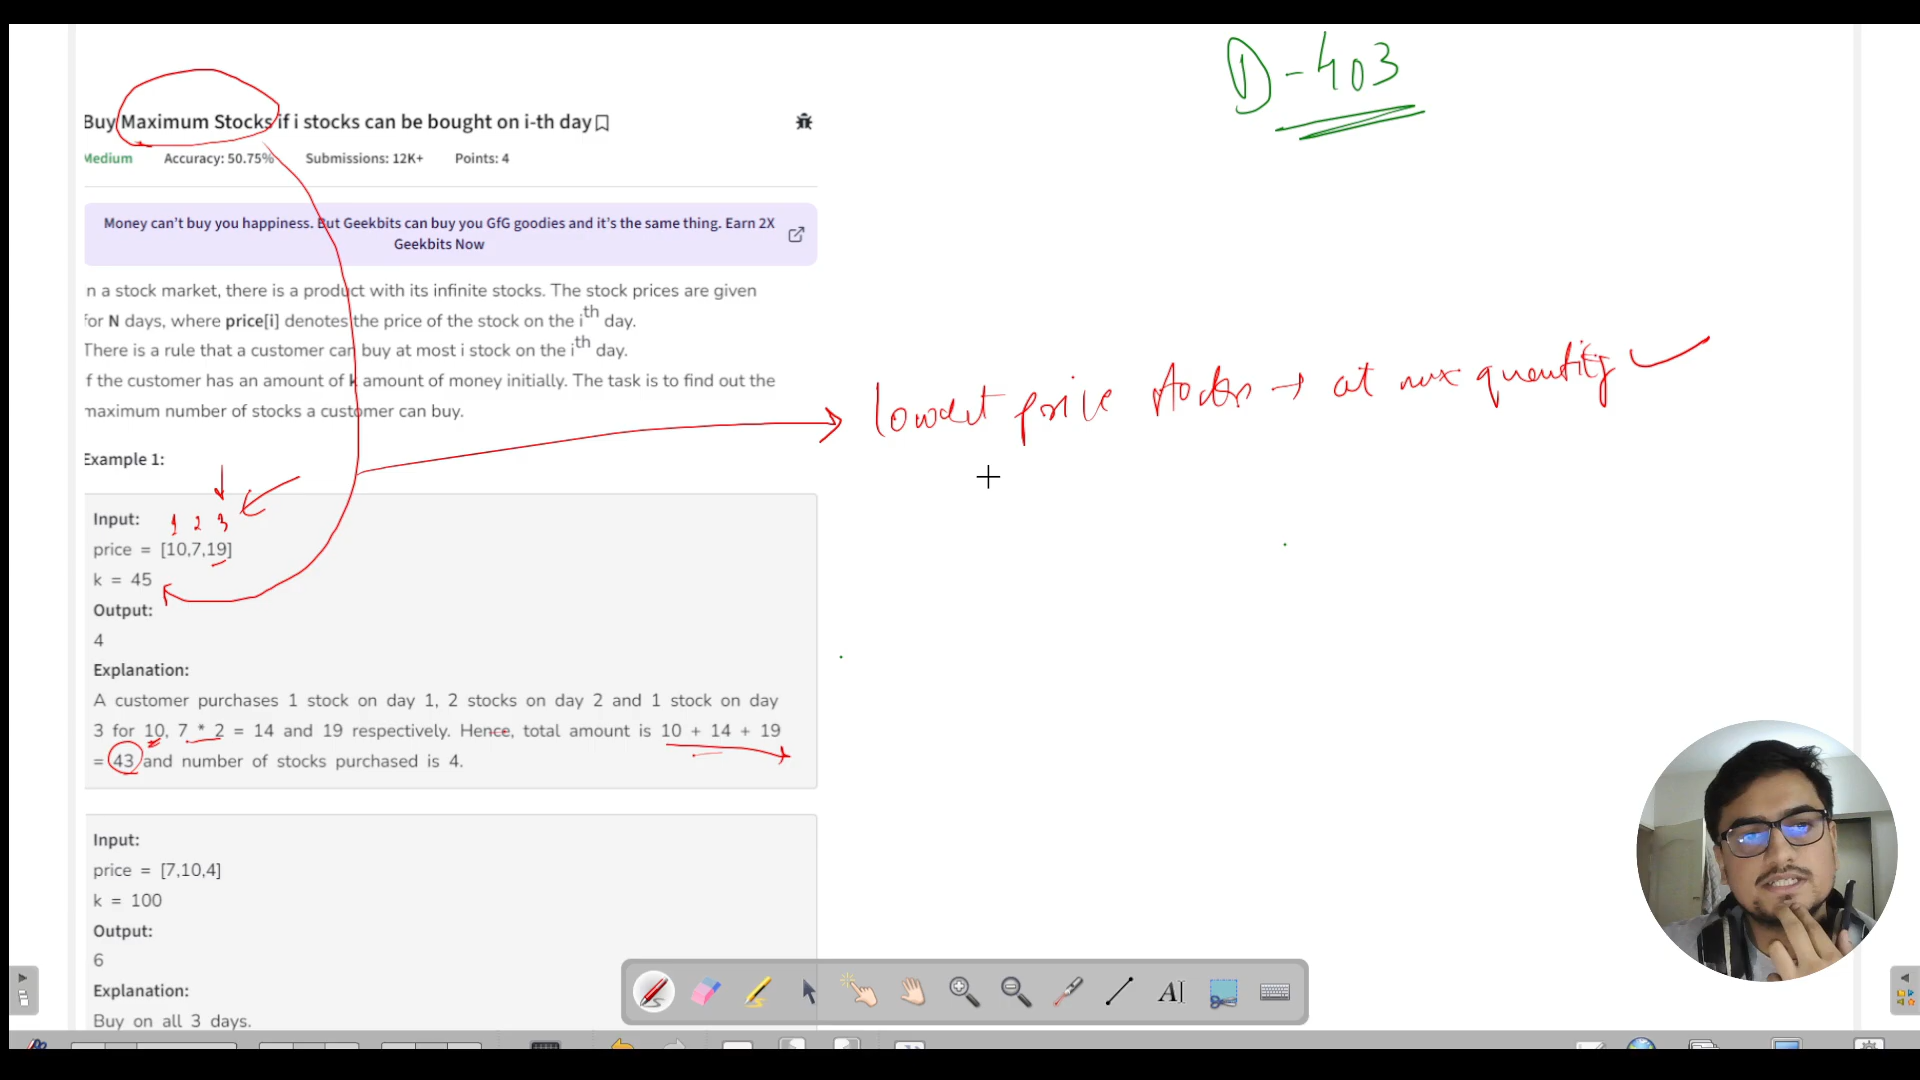 D-403
Buy Maximum Stocks if i stocks can be bought on i-th day
Medium Accuracy: 50.75% Submissions: 12K+ Points: 4
Money can't buy you happiness. But Geekbits can buy you GfG goodies and it's the same thing. Earn 2X
Geekbits Now
n a stock market, there is a product with its infinite stocks. The stock prices are given
for N days, where price[i] denotes the price of the stock on the ith day.
There is a rule that a customer can buy at most i stock on the ith day.
f the customer has an amount of k amount of money initially. The task is to find out the
maximum number of stocks a customer can buy.
lowest price stocks → at max quantity ✓
Example 1:
Input:
1 2 3
price = [10,7,19]
k = 45
Output:
4
Explanation:
A customer purchases 1 stock on day 1, 2 stocks on day 2 and 1 stock on day
3 for 10, 7 * 2 = 14 and 19 respectively. Hence, total amount is 10 + 14 + 19
= 43 and number of stocks purchased is 4.
Input:
price = [7,10,4]
k = 100
Output:
6
Explanation:
Buy on all 3 days.
AI